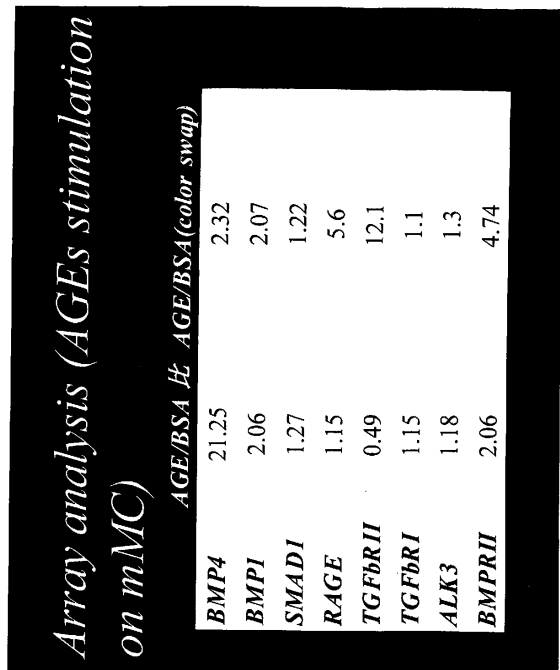 Array analysis (AGEs stimulation
on mMC)
AGE/BSA 比 AGE/BSA(color swap)
BMP4 21.25 2.32
BMP1 2.06 2.07
SMAD1 1.27 1.22
RAGE 1.15 5.6
TGFbRII 0.49 12.1
TGFbRI 1.15 1.1
ALK3 1.18 1.3
BMPRII 2.06 4.74